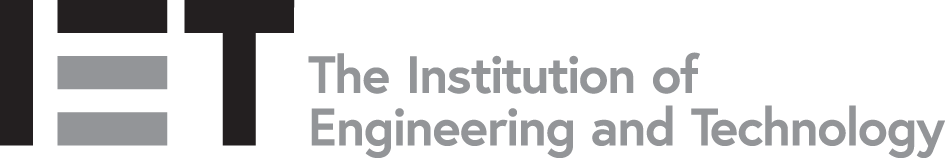 IET
The Institution of
Engineering and Technology